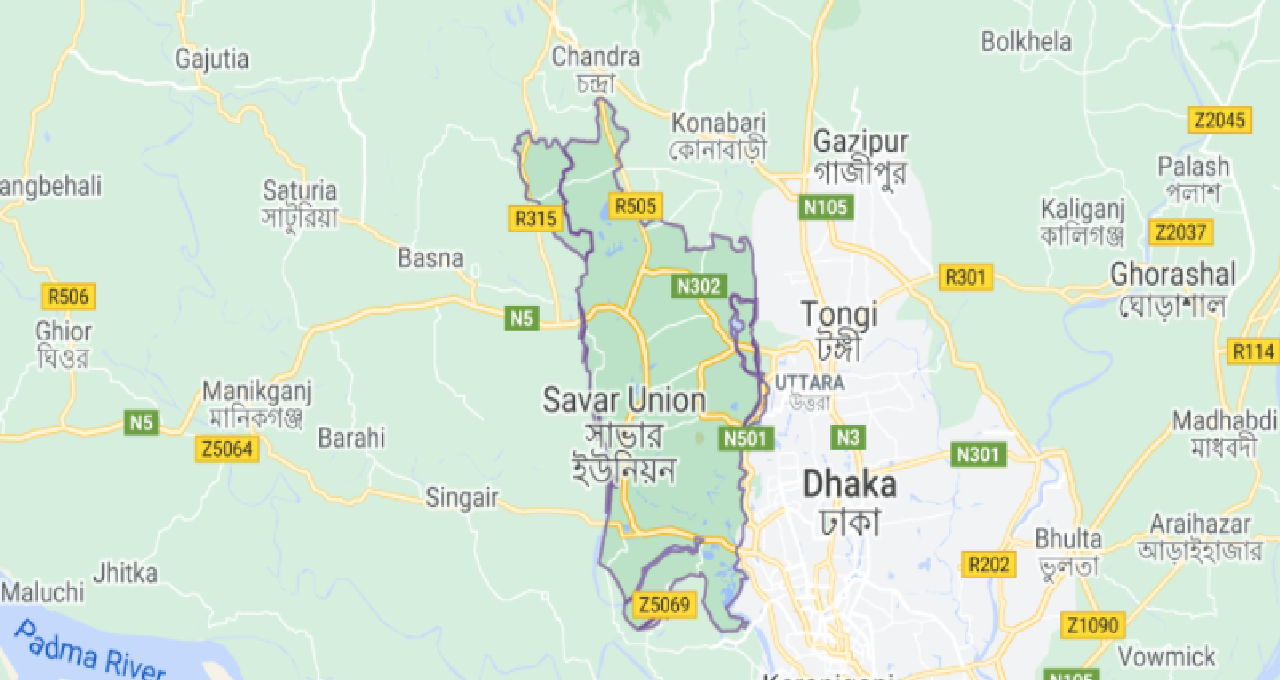 Bolkhela
Chandra
চন্দ্রা
Gajutia
Z2045
Konabari
কোনাবাড়ী
Gazipur
গাজীপুর
Palash
পলাশ
angbehali
Saturia
সাটুরিয়া
R315
R505
N105
Kaliganj
কালিগঞ্জ
Z2037
Basna
Ghorashal
ঘোড়াশাল
R301
N302
R506
N5
Tongi
টঙ্গী
Ghior
ঘিওর
R114
UTTARA
উত্তরা
Manikganj
মানিকগঞ্জ
Savar Union
সাভার
ইউনিয়ন
N5
Z5064
Barahi
N501
N3
N301
Madhabdi
মাধবদী
Dhaka
ঢাকা
Singair
Araihazar
আড়াইহাজার
Bhulta
ভুলতা
R202
Jhitka
Maluchi
Z5069
Z1090
Padma River
Vowmick
N105